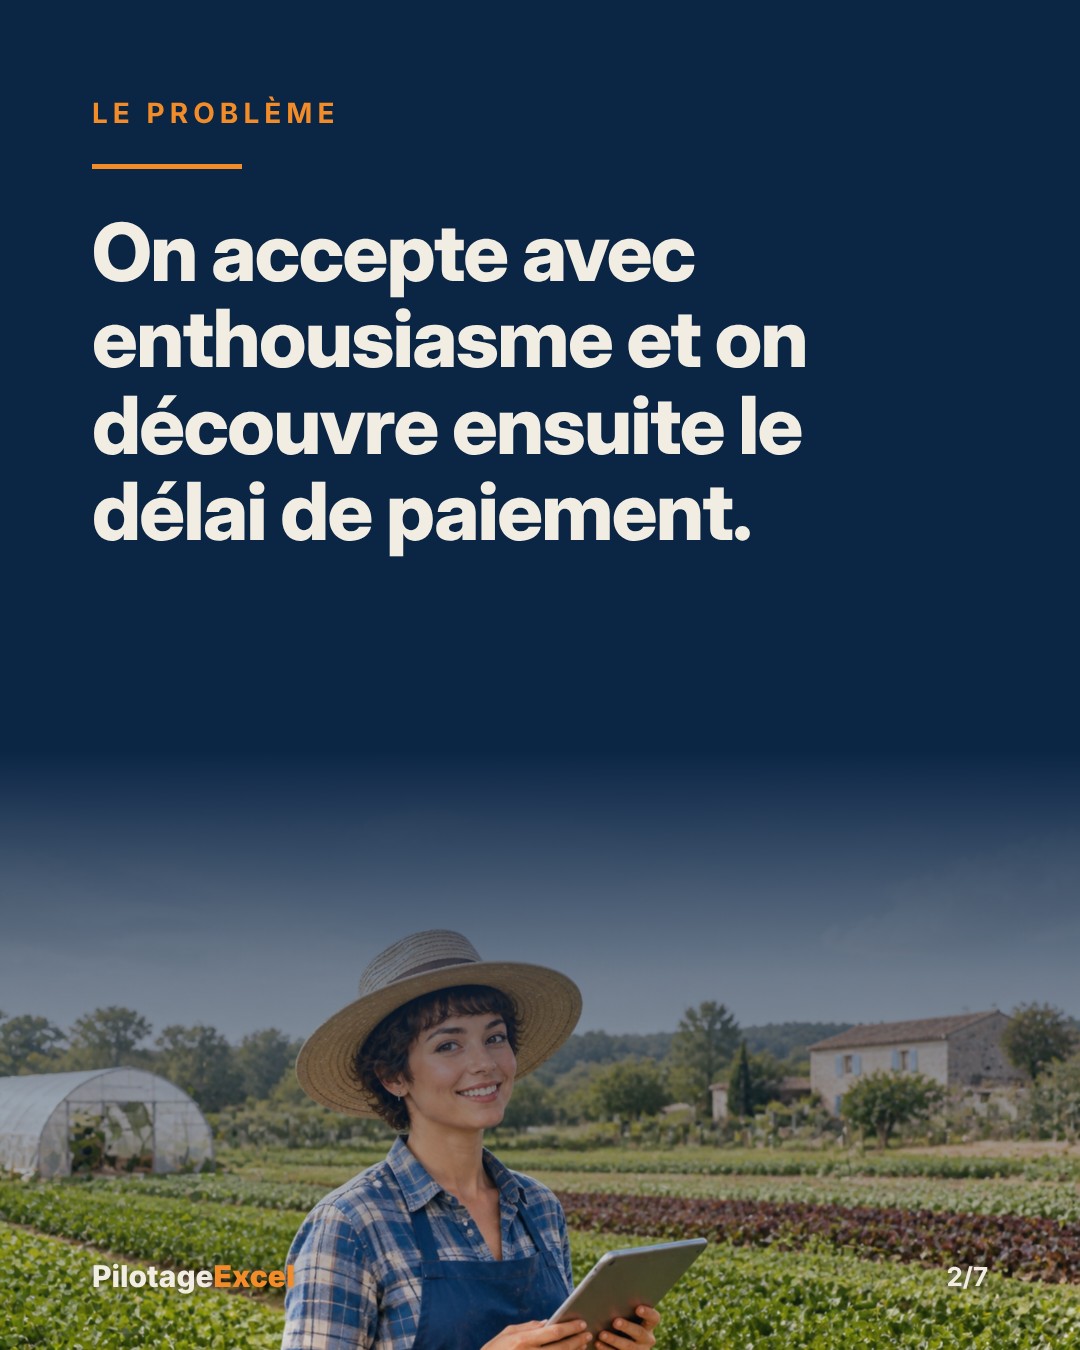 LE PROBLÈME
On accepte avec
enthousiasme et on
découvre ensuite le
délai de paiement.
PilotageExcel
2/7